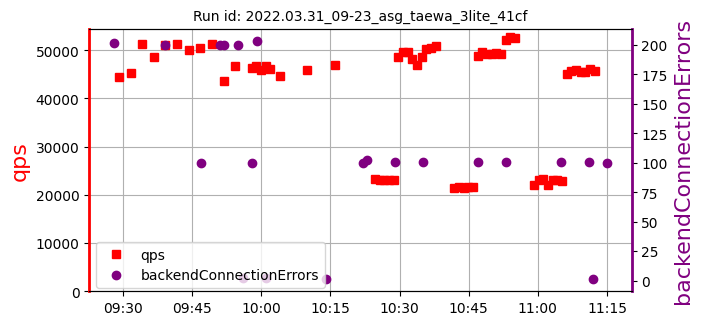 Run id: 2022.03.31_09-23_asg_taewa_3lite_41cf
qps
backendConnectionErrors
50000
40000
30000
20000
10000
0
200
175
150
125
100
75
50
25
0
qps
backendConnectionErrors
09:30 09:45 10:00 10:15 10:30 10:45 11:00 11:15